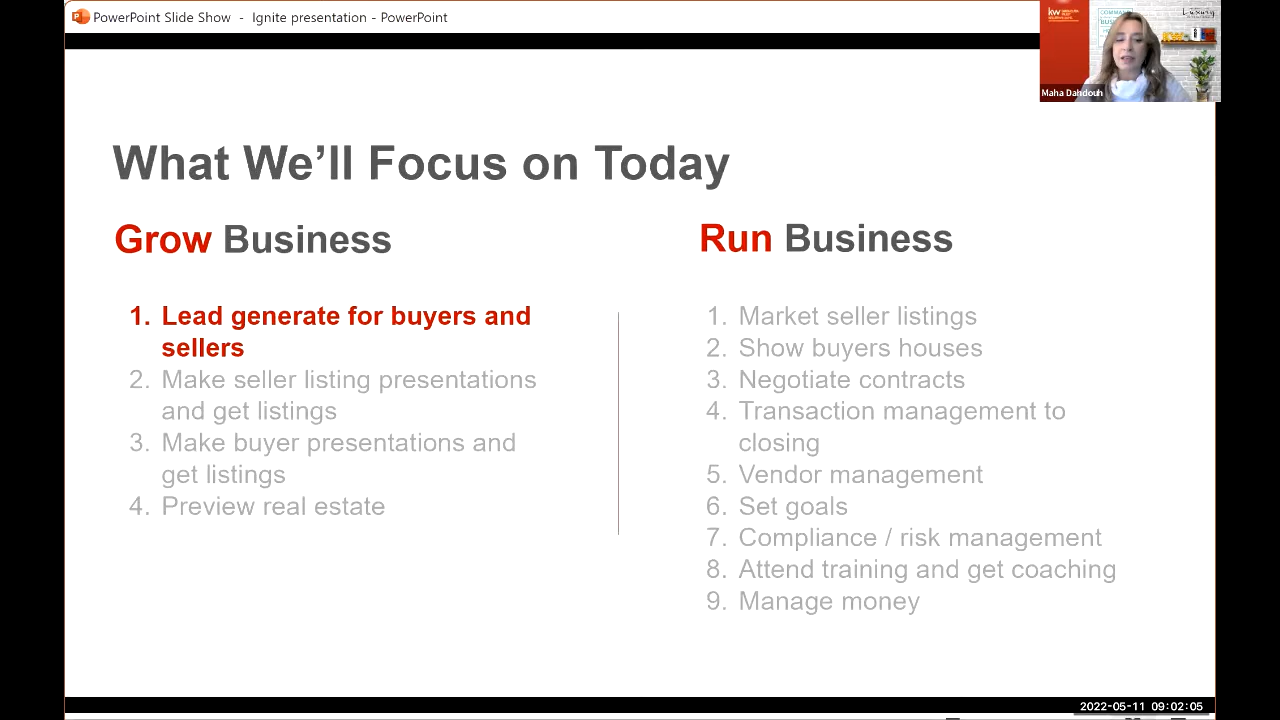 PowerPoint Slide Show - Ignite presentation - PowerPoint
kw
Luxury
Maha Dahdouh
What We’ll Focus on Today
Grow Business
1. Lead generate for buyers and
sellers
2. Make seller listing presentations
and get listings
3. Make buyer presentations and
get listings
4. Preview real estate
Run Business
1. Market seller listings
2. Show buyers houses
3. Negotiate contracts
4. Transaction management to
closing
5. Vendor management
6. Set goals
7. Compliance / risk management
8. Attend training and get coaching
9. Manage money
2022-05-11 09:02:05